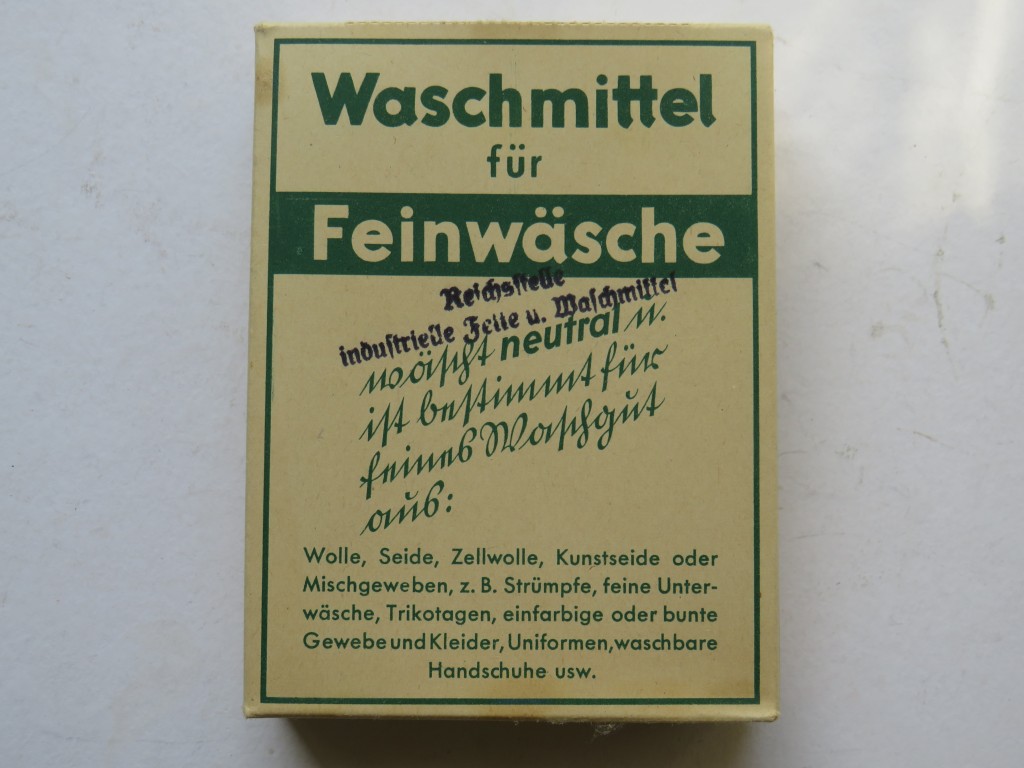 Waschmittel
für
Feinwäsche
Reichsstelle
industrielle Fette u. Waschmittel
wäscht neutral u.
ist bestimmt für
feines Waschgut
aus:
Wolle, Seide, Zellwolle, Kunstseide oder
Mischgeweben, z. B. Strümpfe, feine Unter-
wäsche, Trikotagen, einfarbige oder bunte
Gewebe und Kleider, Uniformen, waschbare
Handschuhe usw.